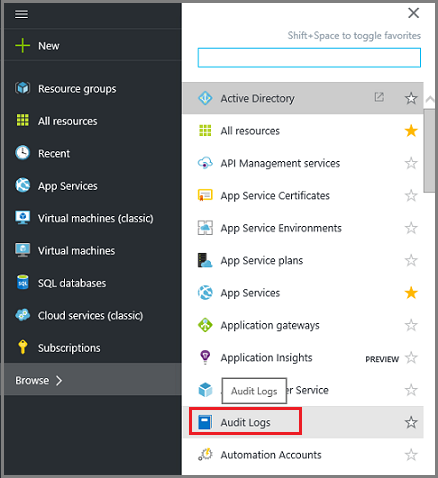 New
Resource groups
All resources
Recent
App Services
Virtual machines (classic)
Virtual machines
SQL databases
Cloud services (classic)
Subscriptions
Browse
Shift+Space to toggle favorites
Active Directory
All resources
API Management services
App Service Certificates
App Service Environments
App Service plans
App Services
Application gateways
Application Insights PREVIEW
Service
Audit Logs
Audit Logs
Automation Accounts